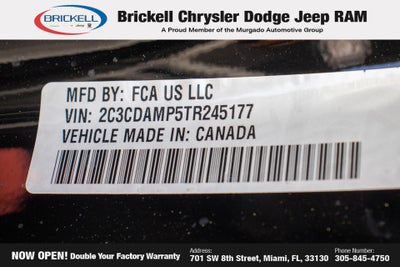 BRICKELL
Brickell Chrysler Dodge Jeep RAM
A Proud Member of the Murgado Automotive Group
MFD BY: FCA US LLC
VIN: 2C3CDAMP5TR245177
VEHICLE MADE IN: CANADA
NOW OPEN! Double Your Factory Warranty
Address:
701 SW 8th Street, Miami, FL, 33130
Phone Number:
305-845-4750